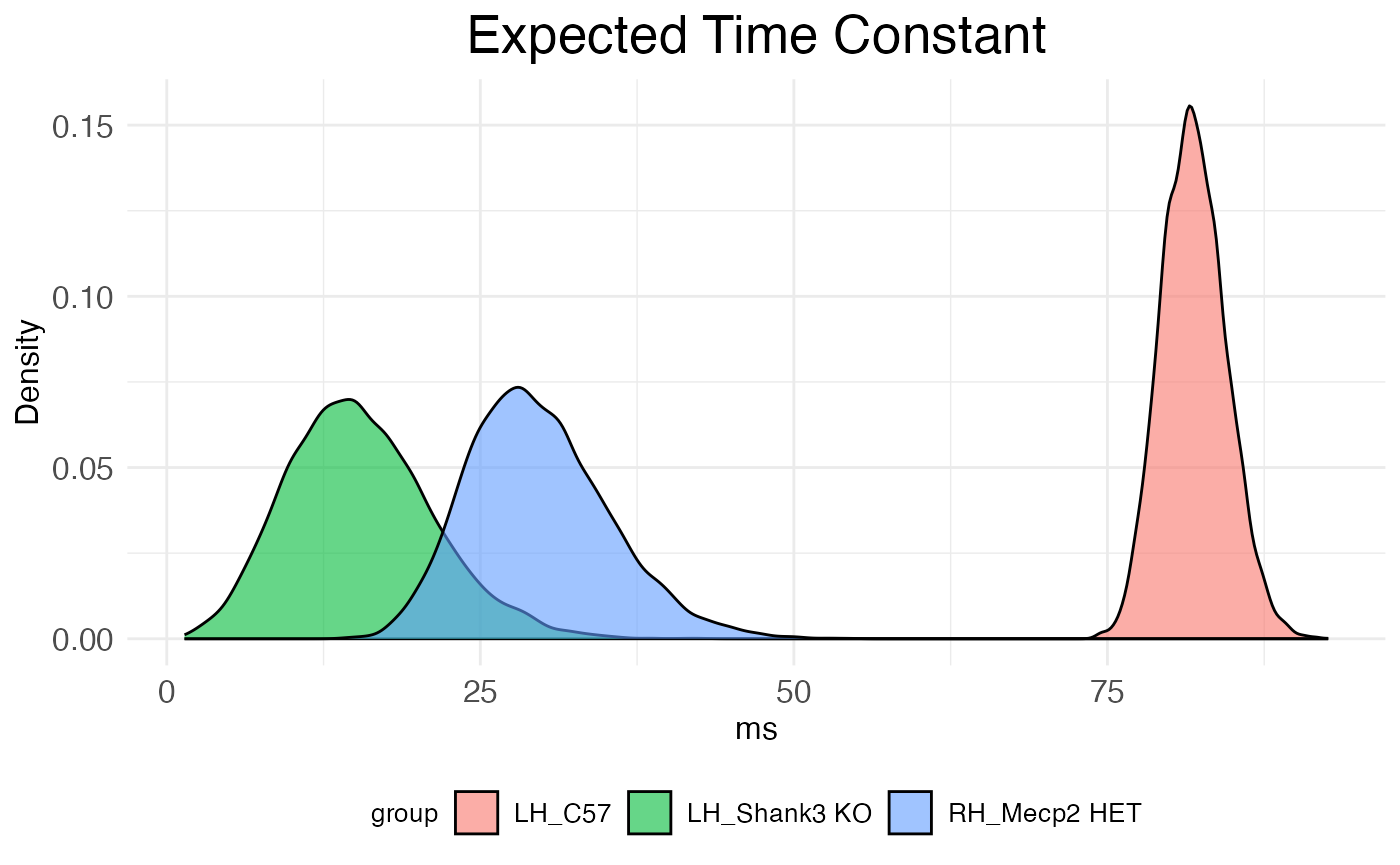 Expected Time Constant
0.15
0.10
0.05
0.00
Density
0 25 50 75
ms
group LH_C57 LH_Shank3 KO RH_Mecp2 HET